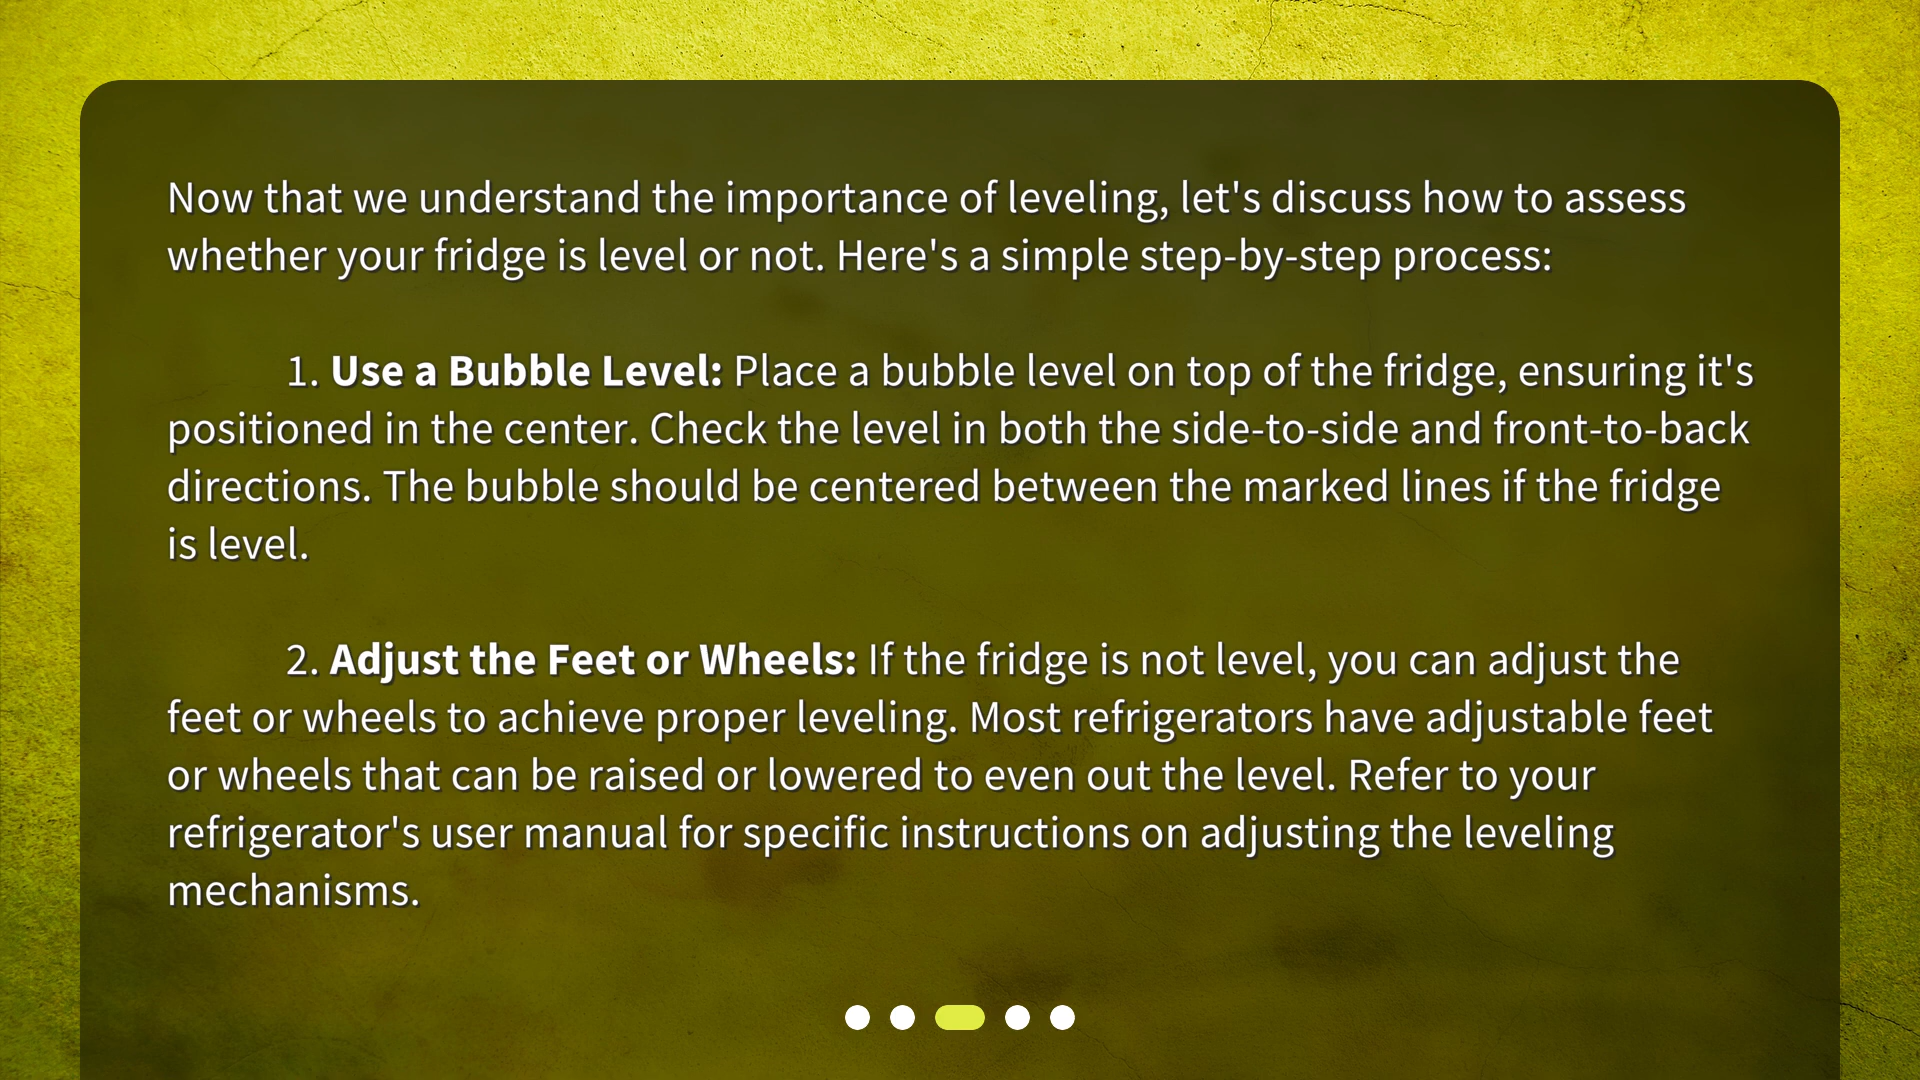 Now that we understand the importance of leveling, let's discuss how to assess
whether your fridge is level or not. Here's a simple step-by-step process:
1. Use a Bubble Level: Place a bubble level on top of the fridge, ensuring it's
positioned in the center. Check the level in both the side-to-side and front-to-back
directions. The bubble should be centered between the marked lines if the fridge
is level.
2. Adjust the Feet or Wheels: If the fridge is not level, you can adjust the
feet or wheels to achieve proper leveling. Most refrigerators have adjustable feet
or wheels that can be raised or lowered to even out the level. Refer to your
refrigerator's user manual for specific instructions on adjusting the leveling
mechanisms.